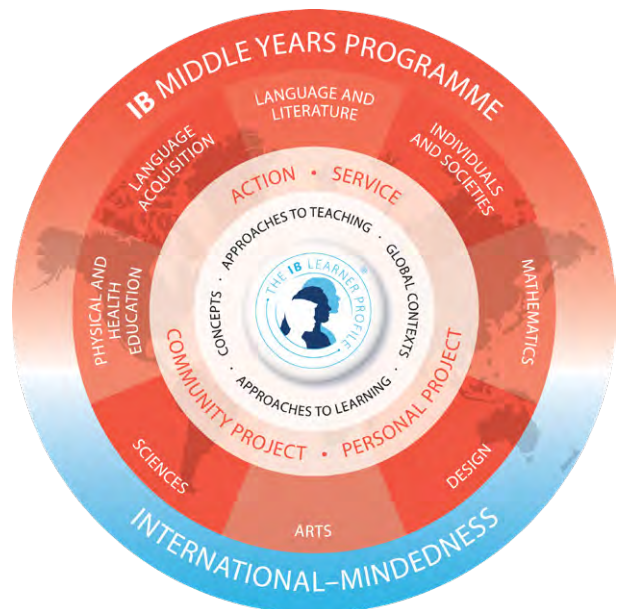 IB MIDDLE YEARS PROGRAMME
LANGUAGE AND
LITERATURE
INDIVIDUALS
AND SOCIETIES
MATHEMATICS
DESIGN
ARTS
SCIENCES
PHYSICAL AND
HEALTH
EDUCATION
LANGUAGE
ACQUISITION
ACTION • SERVICE
COMMUNITY PROJECT • PERSONAL PROJECT
APPROACHES TO TEACHING · GLOBAL CONTEXTS ·
APPROACHES TO LEARNING · CONCEPTS ·
THE IB LEARNER PROFILE •
®
INTERNATIONAL–MINDEDNESS